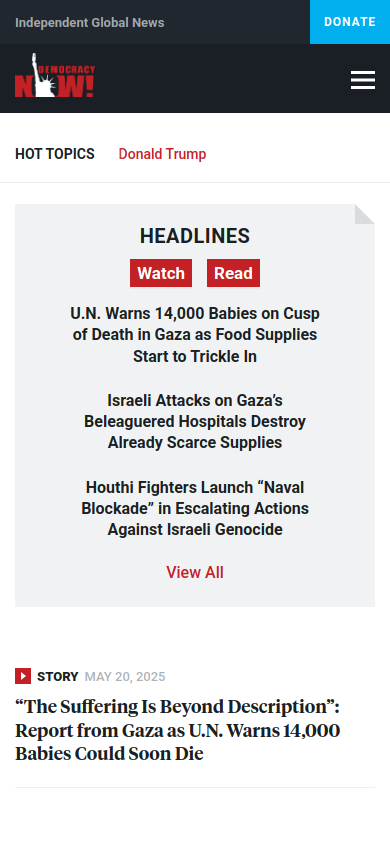 Independent Global News
DONATE
DEMOCRACY
NOW!
HOT TOPICS
Donald Trump
HEADLINES
Watch
Read
U.N. Warns 14,000 Babies on Cusp
of Death in Gaza as Food Supplies
Start to Trickle In
Israeli Attacks on Gaza’s
Beleaguered Hospitals Destroy
Already Scarce Supplies
Houthi Fighters Launch “Naval
Blockade” in Escalating Actions
Against Israeli Genocide
View All
STORY MAY 20, 2025
“The Suffering Is Beyond Description”:
Report from Gaza as U.N. Warns 14,000
Babies Could Soon Die